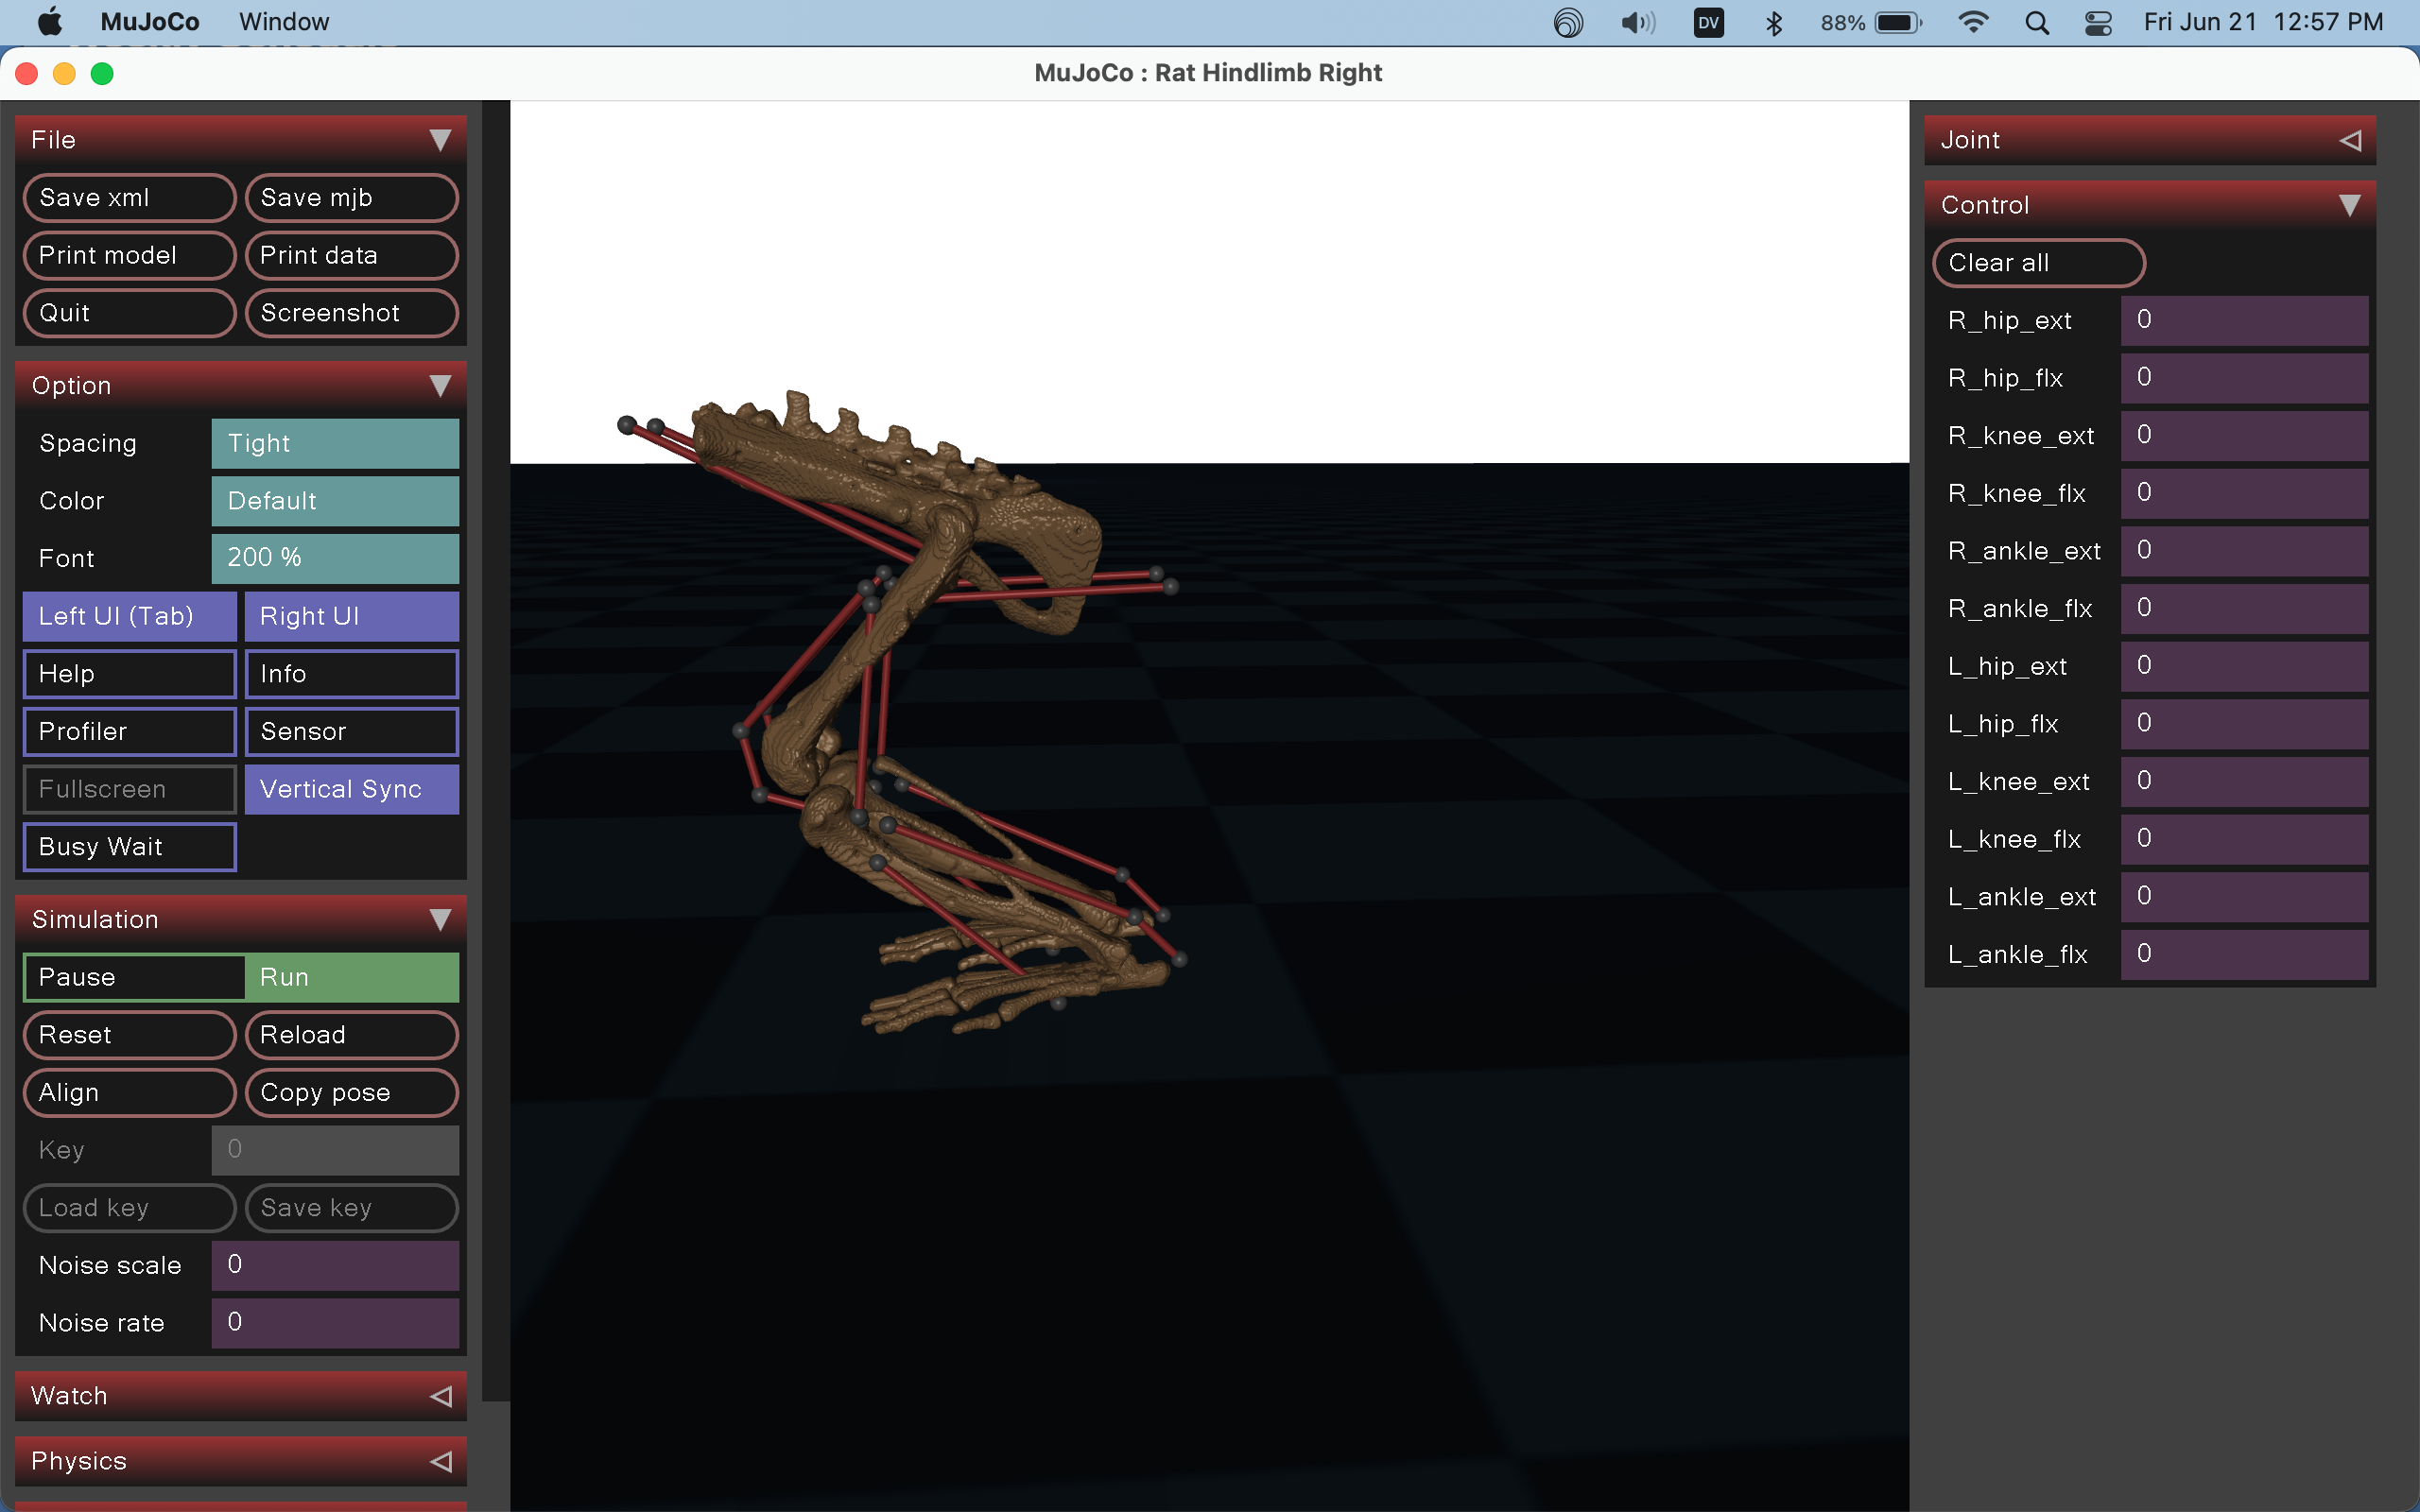 MuJoCo Window DV 88% Fri Jun 21 12:57 PM
MuJoCo : Rat Hindlimb Right
File
Save xml Save mjb
Print model Print data
Quit Screenshot
Option
Spacing Tight
Color Default
Font 200 %
Left UI (Tab) Right UI
Help Info
Profiler Sensor
Fullscreen Vertical Sync
Busy Wait
Simulation
Pause Run
Reset Reload
Align Copy pose
Key 0
Load key Save key
Noise scale 0
Noise rate 0
Watch
Physics
Joint
Control
Clear all
R_hip_ext 0
R_hip_flx 0
R_knee_ext 0
R_knee_flx 0
R_ankle_ext 0
R_ankle_flx 0
L_hip_ext 0
L_hip_flx 0
L_knee_ext 0
L_knee_flx 0
L_ankle_ext 0
L_ankle_flx 0